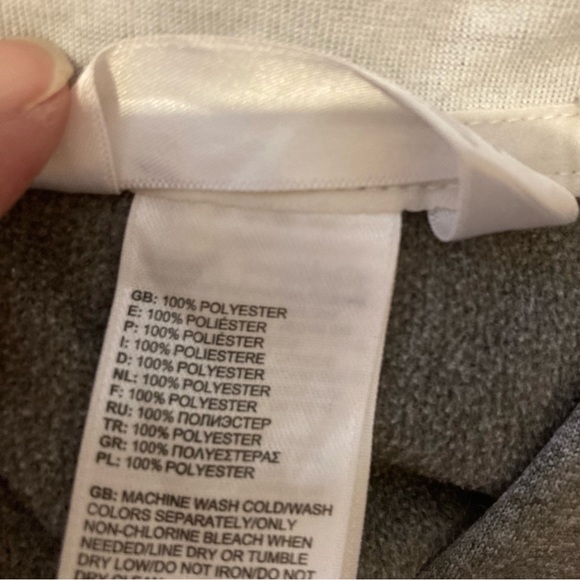 GB: 100% POLYESTER
E: 100% POLIÉSTER
P: 100% POLIÉSTER
I: 100% POLIESTERE
D: 100% POLYESTER
NL: 100% POLYESTER
F: 100% POLYESTER
RU: 100% ПОЛИЭСТЕР
TR: 100% POLYESTER
GR: 100% ΠΟΛΥΕΣΤΕΡΑΣ
PL: 100% POLYESTER
GB: MACHINE WASH COLD/WASH
COLORS SEPARATELY/ONLY
NON-CHLORINE BLEACH WHEN
NEEDED/LINE DRY OR TUMBLE
DRY LOW/DO NOT IRON/DO NOT
DRY CLEAN